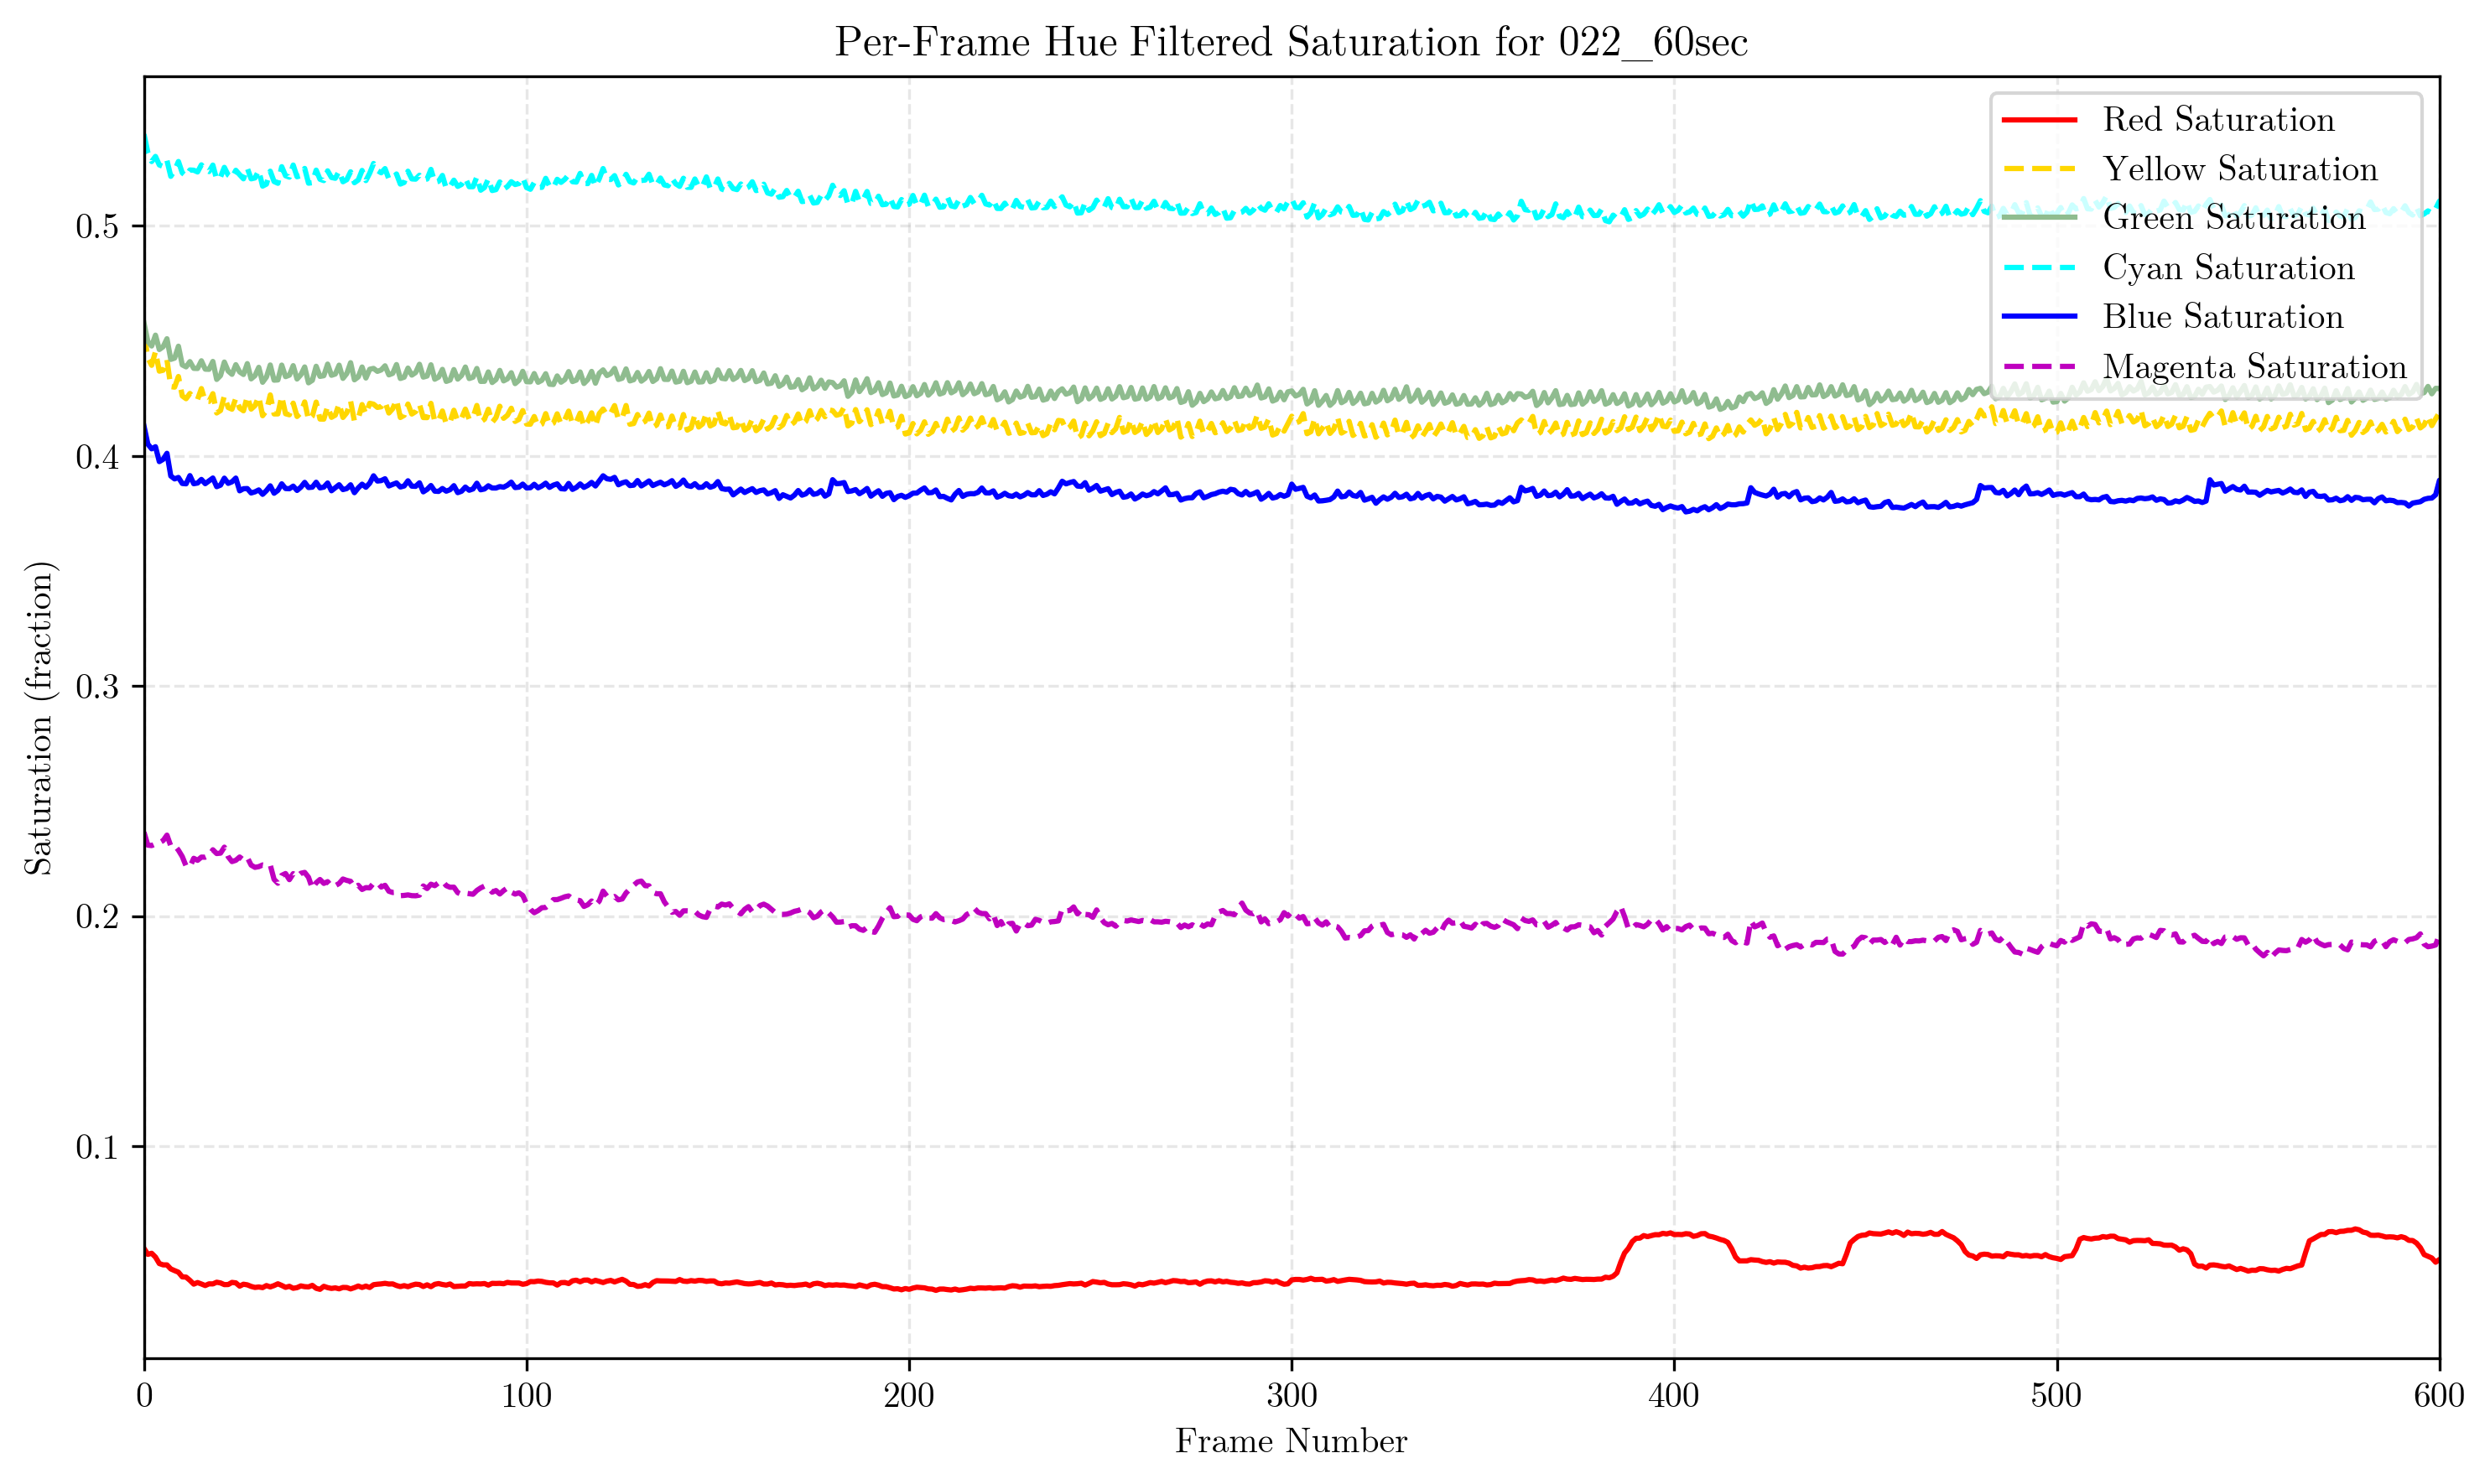 Per-Frame Hue Filtered Saturation for 022_60sec
Red Saturation
Yellow Saturation
Green Saturation
Cyan Saturation
Blue Saturation
Magenta Saturation
Saturation (fraction)
0.5
0.4
0.3
0.2
0.1
0 100 200 300 400 500 600
Frame Number